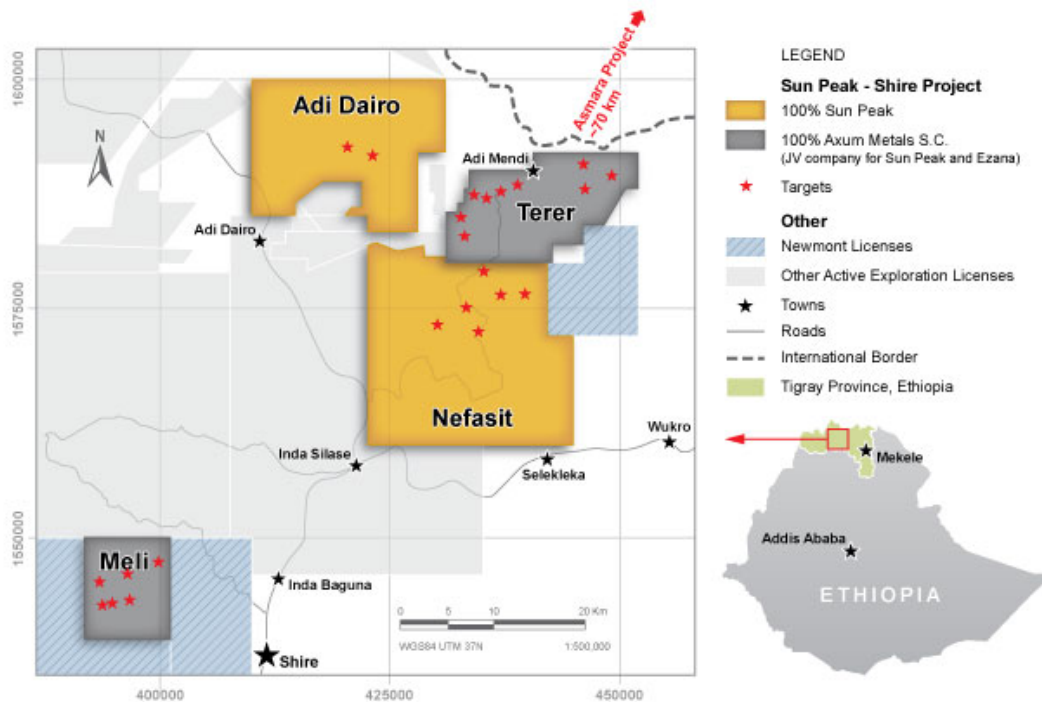 Asmara Project
~70 km
1600000
1575000
1550000
400000
425000
450000
N
Adi Dairo
Adi Mendi
Terer
Adi Dairo
Nefasit
Wukro
Inda Silase
Selekleka
Meli
Inda Baguna
Shire
0 5 10 20 Km
WGS84 UTM 37N 1:500,000
LEGEND
Sun Peak - Shire Project
100% Sun Peak
100% Axum Metals S.C.
(JV company for Sun Peak and Ezana)
Targets
Other
Newmont Licenses
Other Active Exploration Licenses
Towns
Roads
International Border
Tigray Province, Ethiopia
Mekele
Addis Ababa
ETHIOPIA